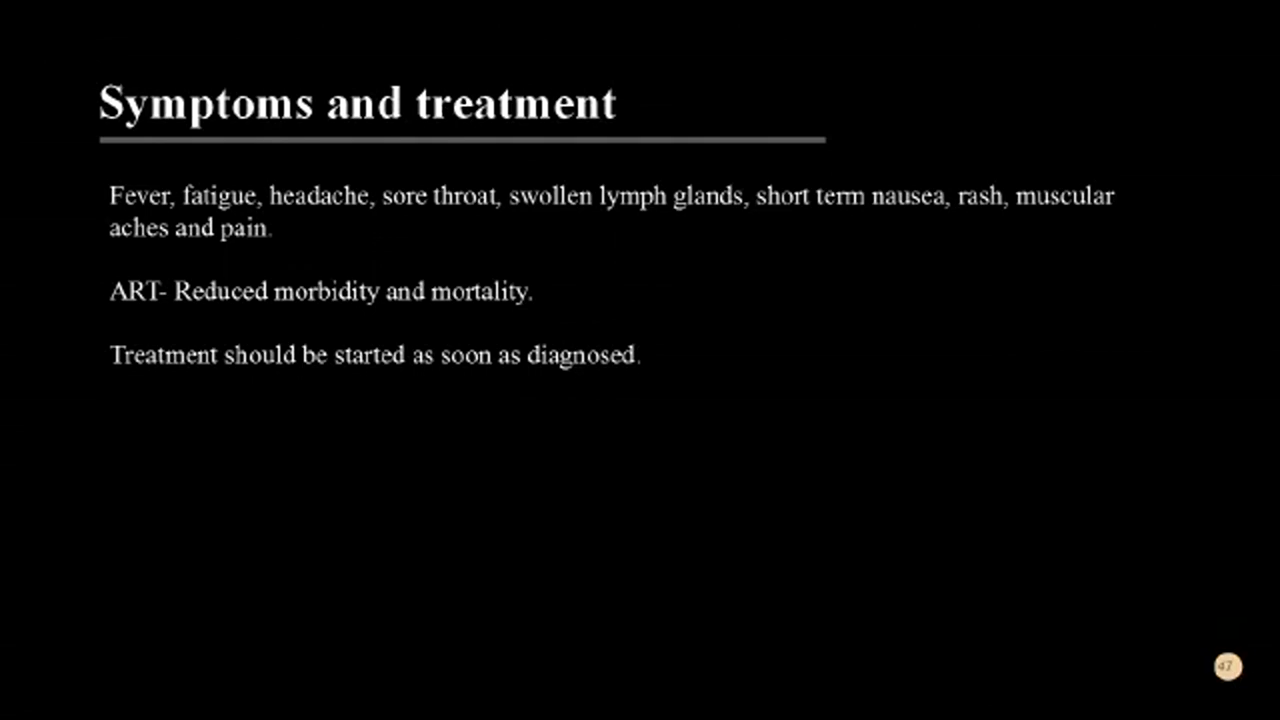 Symptoms and treatment
Fever, fatigue, headache, sore throat, swollen lymph glands, short term nausea, rash, muscular
aches and pain.
ART- Reduced morbidity and mortality.
Treatment should be started as soon as diagnosed.
47